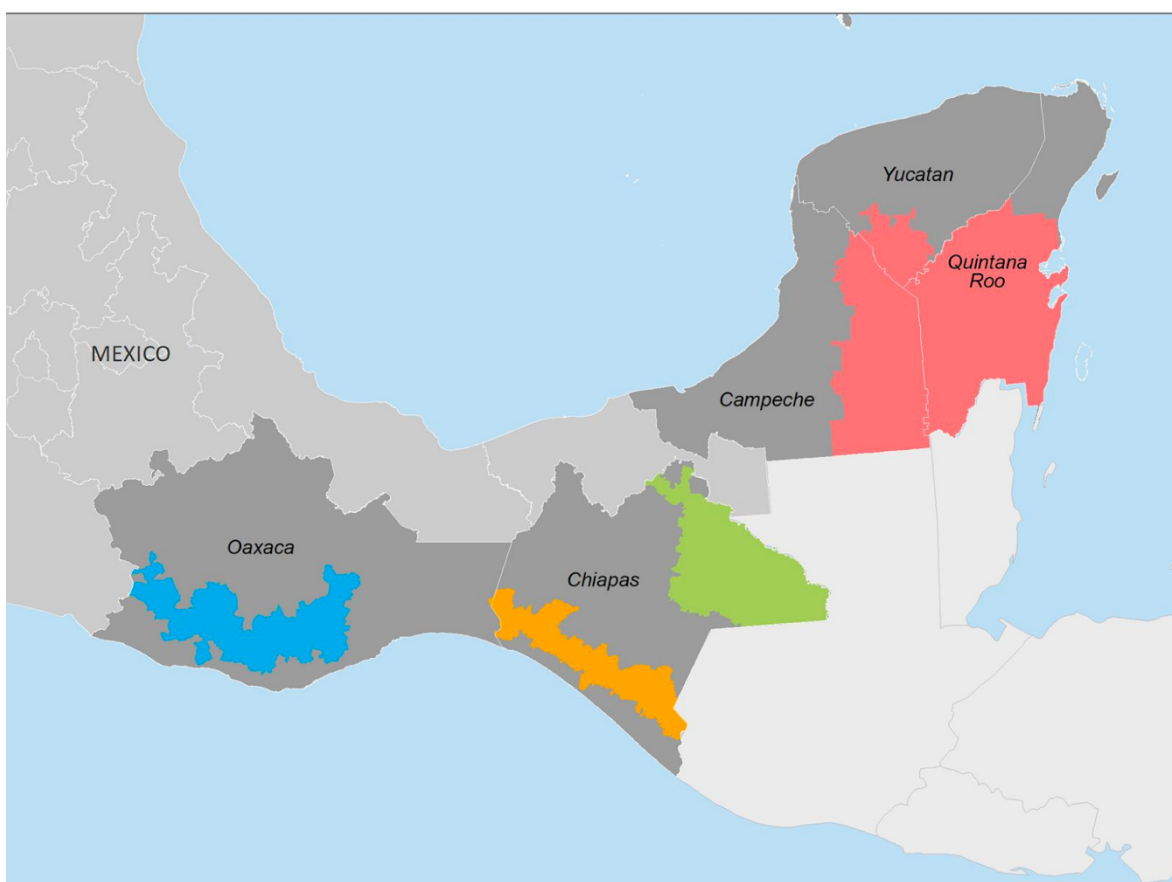 Yucatan
Quintana
Roo
MEXICO
Campeche
Oaxaca
Chiapas